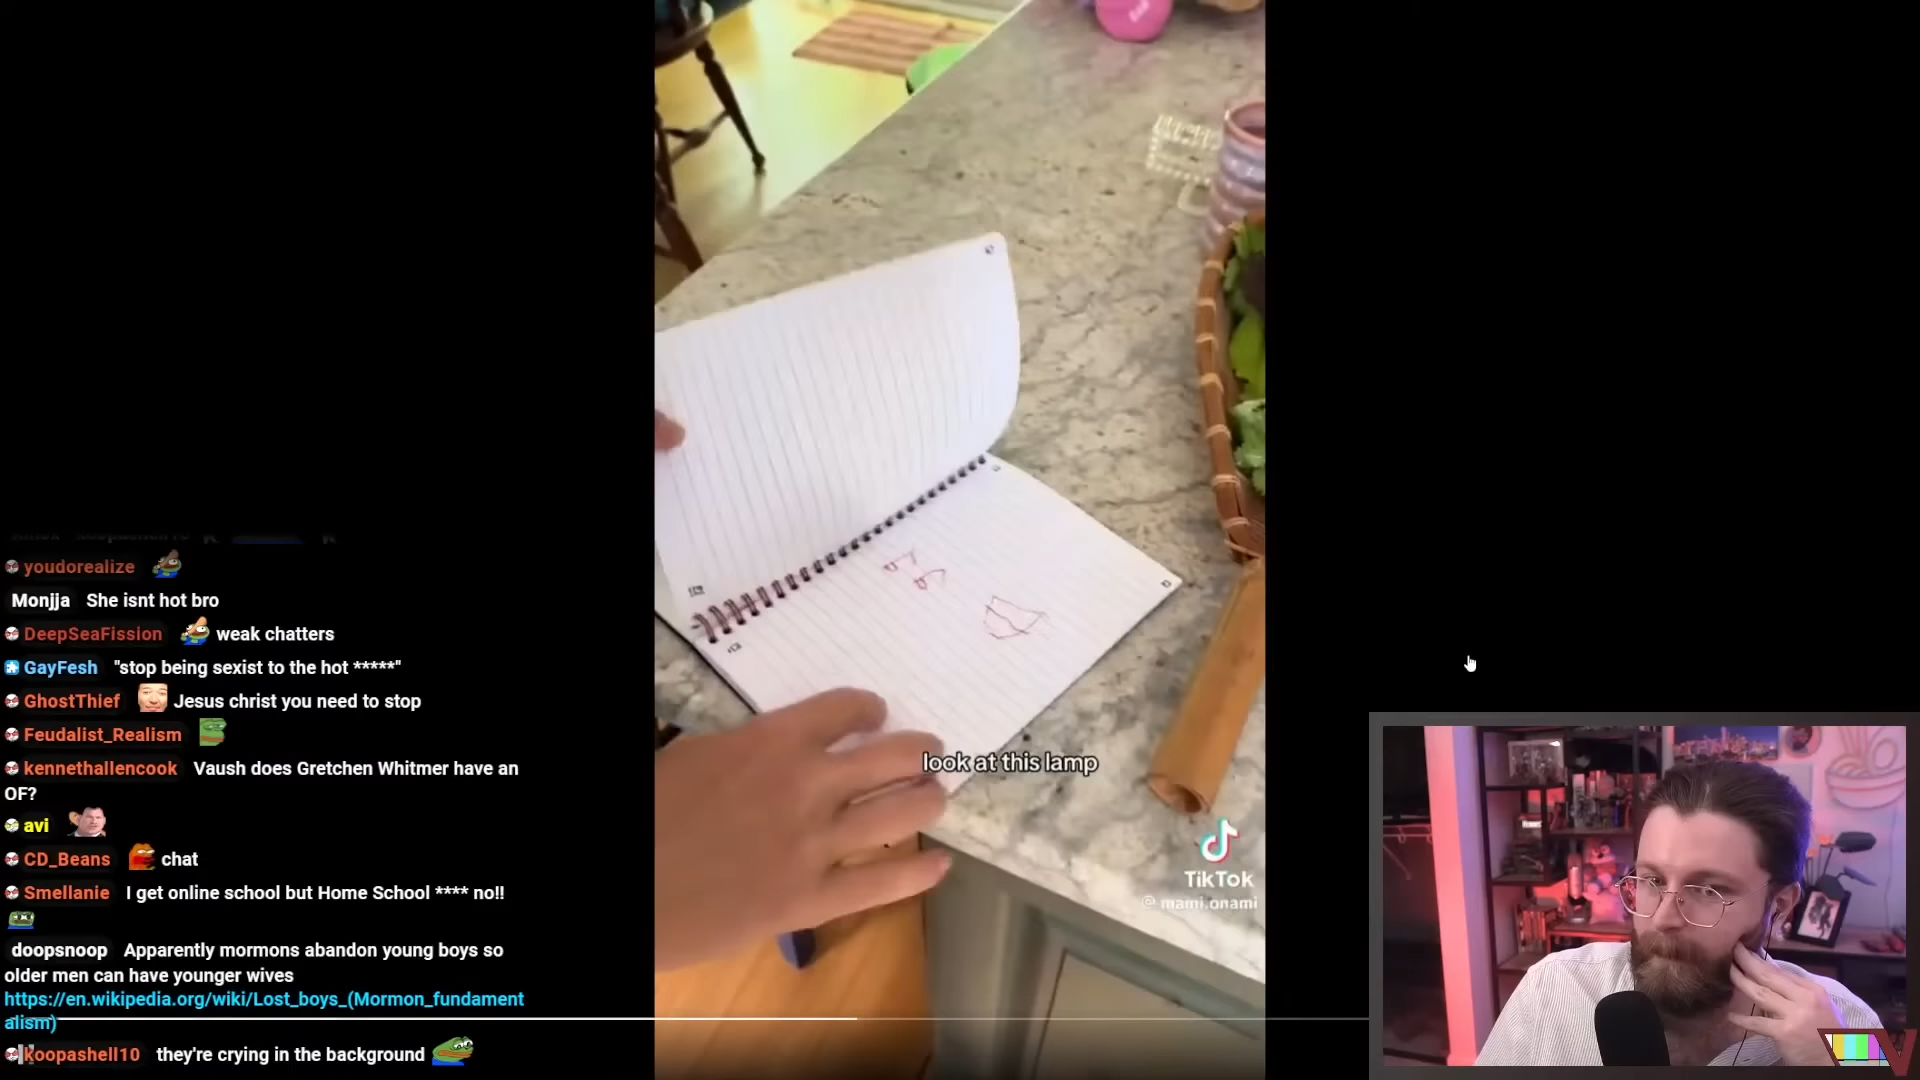 youdorealize
Monjja She isnt hot bro
DeepSeaFission weak chatters
GayFesh "stop being sexist to the hot *****"
GhostThief Jesus christ you need to stop
Feudalist_Realism
kennethallencook Vaush does Gretchen Whitmer have an
OF?
avi
CD_Beans chat
Smellanie I get online school but Home School **** no!!
doopsnoop Apparently mormons abandon young boys so
older men can have younger wives
https://en.wikipedia.org/wiki/Lost_boys_(Mormon_fundament
alism)
koopashell10 they're crying in the background
look at this lamp
TikTok
@ mami.onami